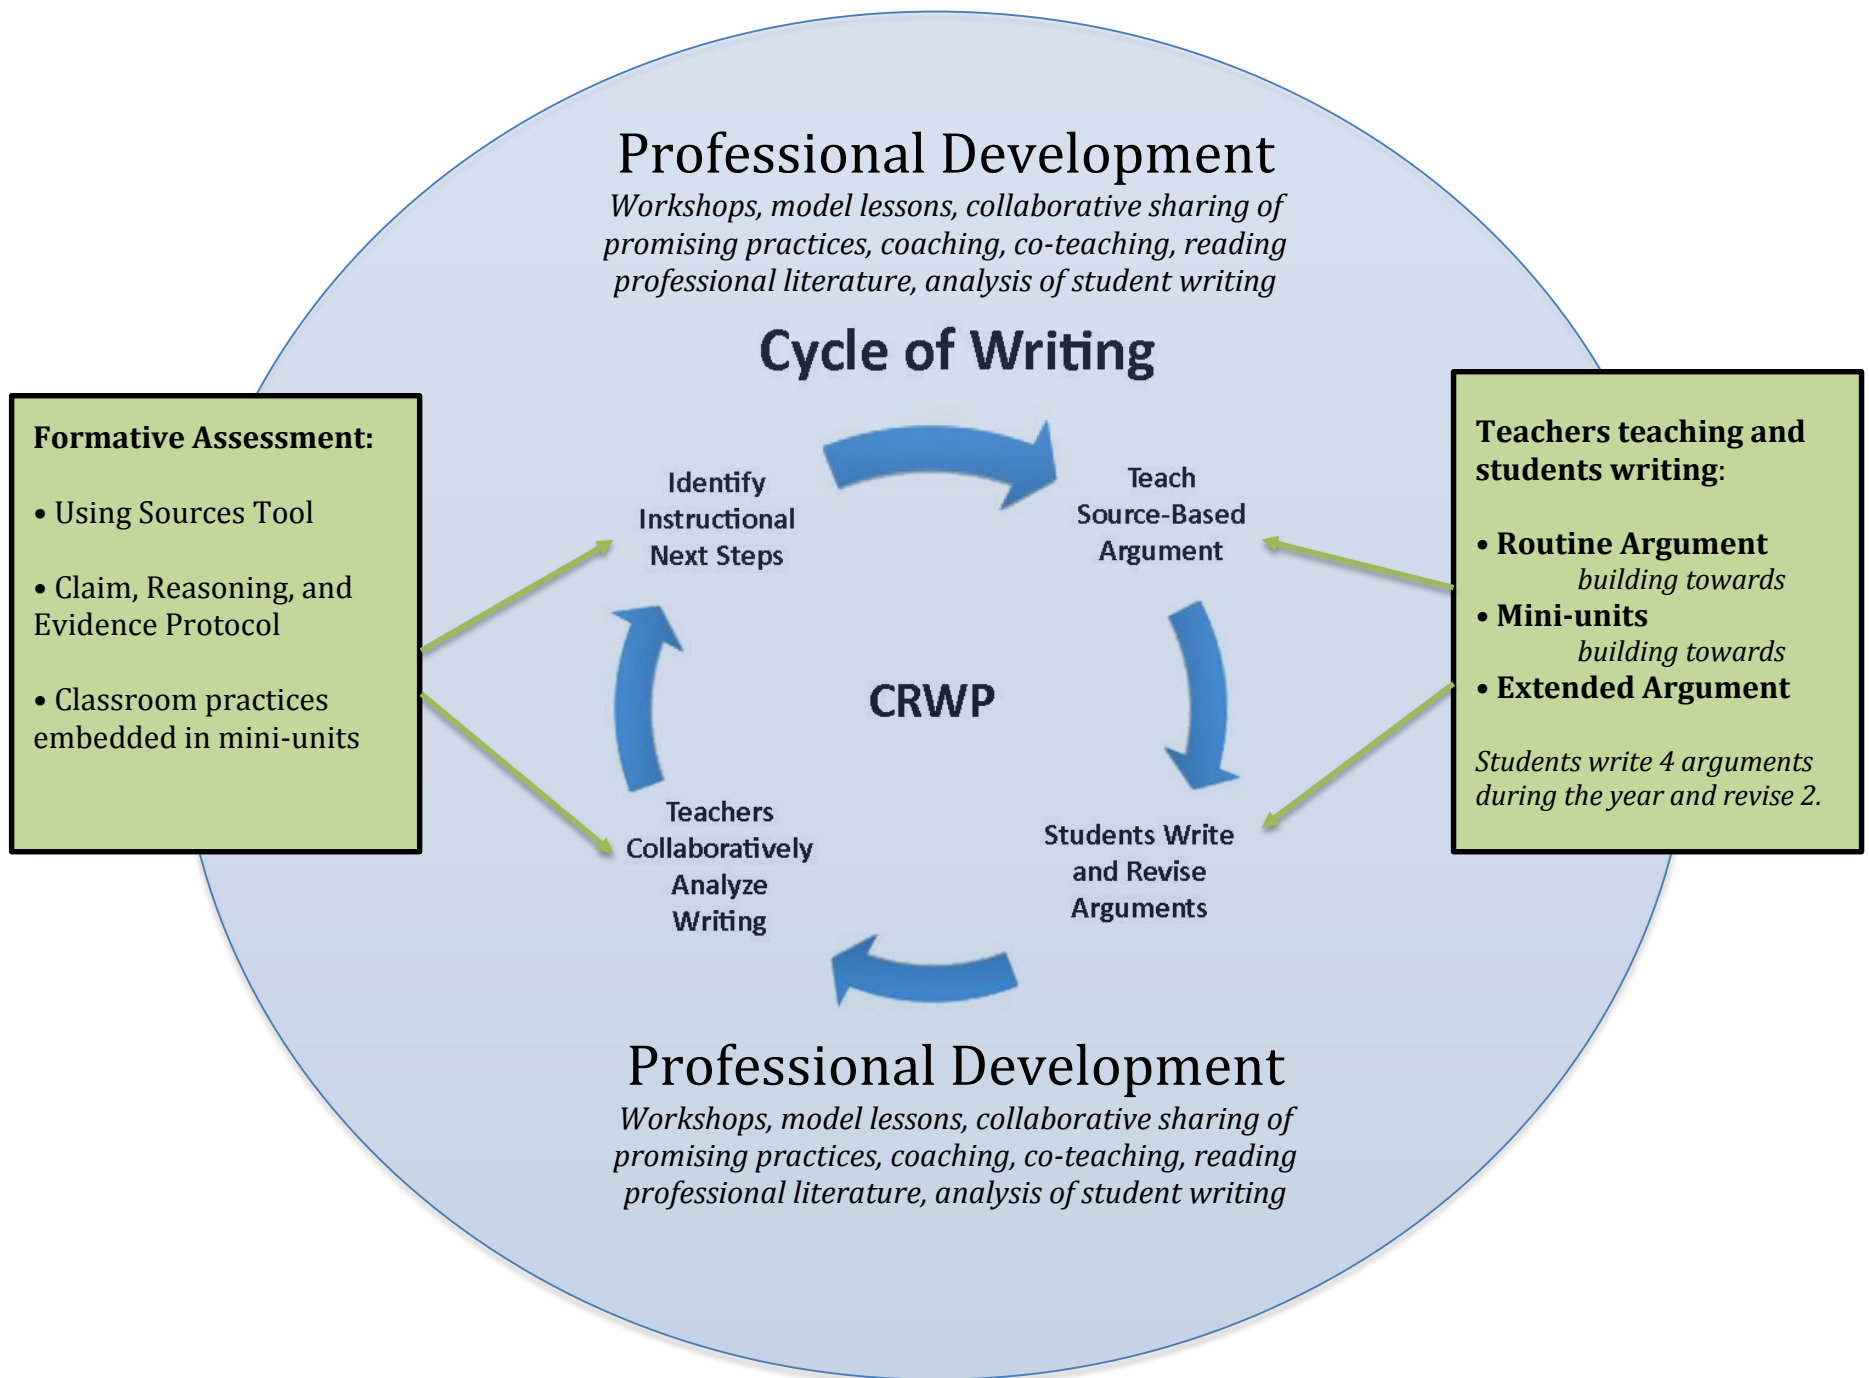 Professional Development
Workshops, model lessons, collaborative sharing of
promising practices, coaching, co-teaching, reading
professional literature, analysis of student writing
Cycle of Writing
Formative Assessment:
• Using Sources Tool
• Claim, Reasoning, and
Evidence Protocol
• Classroom practices
embedded in mini-units
Identify
Instructional
Next Steps
Teach
Source-Based
Argument
Teachers teaching and
students writing:
• Routine Argument
building towards
• Mini-units
building towards
• Extended Argument
Students write 4 arguments
during the year and revise 2.
CRWP
Teachers
Collaboratively
Analyze
Writing
Students Write
and Revise
Arguments
Professional Development
Workshops, model lessons, collaborative sharing of
promising practices, coaching, co-teaching, reading
professional literature, analysis of student writing